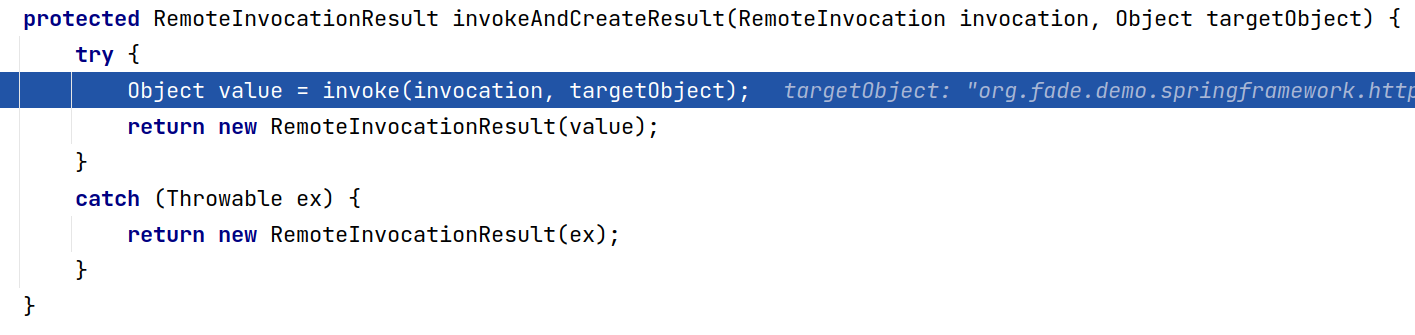 protected RemoteInvocationResult invokeAndCreateResult(RemoteInvocation invocation, Object targetObject) {
try {
Object value = invoke(invocation, targetObject); targetObject: "org.fade.demo.springframework.http
return new RemoteInvocationResult(value);
}
catch (Throwable ex) {
return new RemoteInvocationResult(ex);
}
}